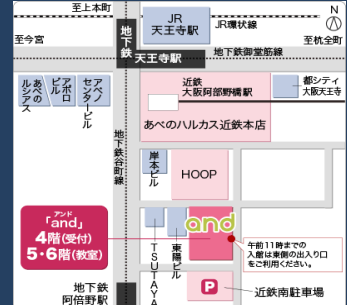 至上本町
JR
天王寺駅
JR環状線
N
至今宮
至杭全町
地下鉄
地下鉄御堂筋線
天王寺駅
あべの
ルシアス
アポロ
ビル
アベノ
センタービル
近鉄
大阪阿部野橋駅
都シティ
大阪天王寺
あべのハルカス近鉄本店
地下鉄谷町線
岸本ビル
HOOP
アンド
「and」
4階(受付)
5・6階(教室)
and
TSUTAYA
東陽ビル
午前11時までの
入館は東側の出入り口
をご利用ください。
地下鉄
阿倍野駅
P
近鉄南駐車場